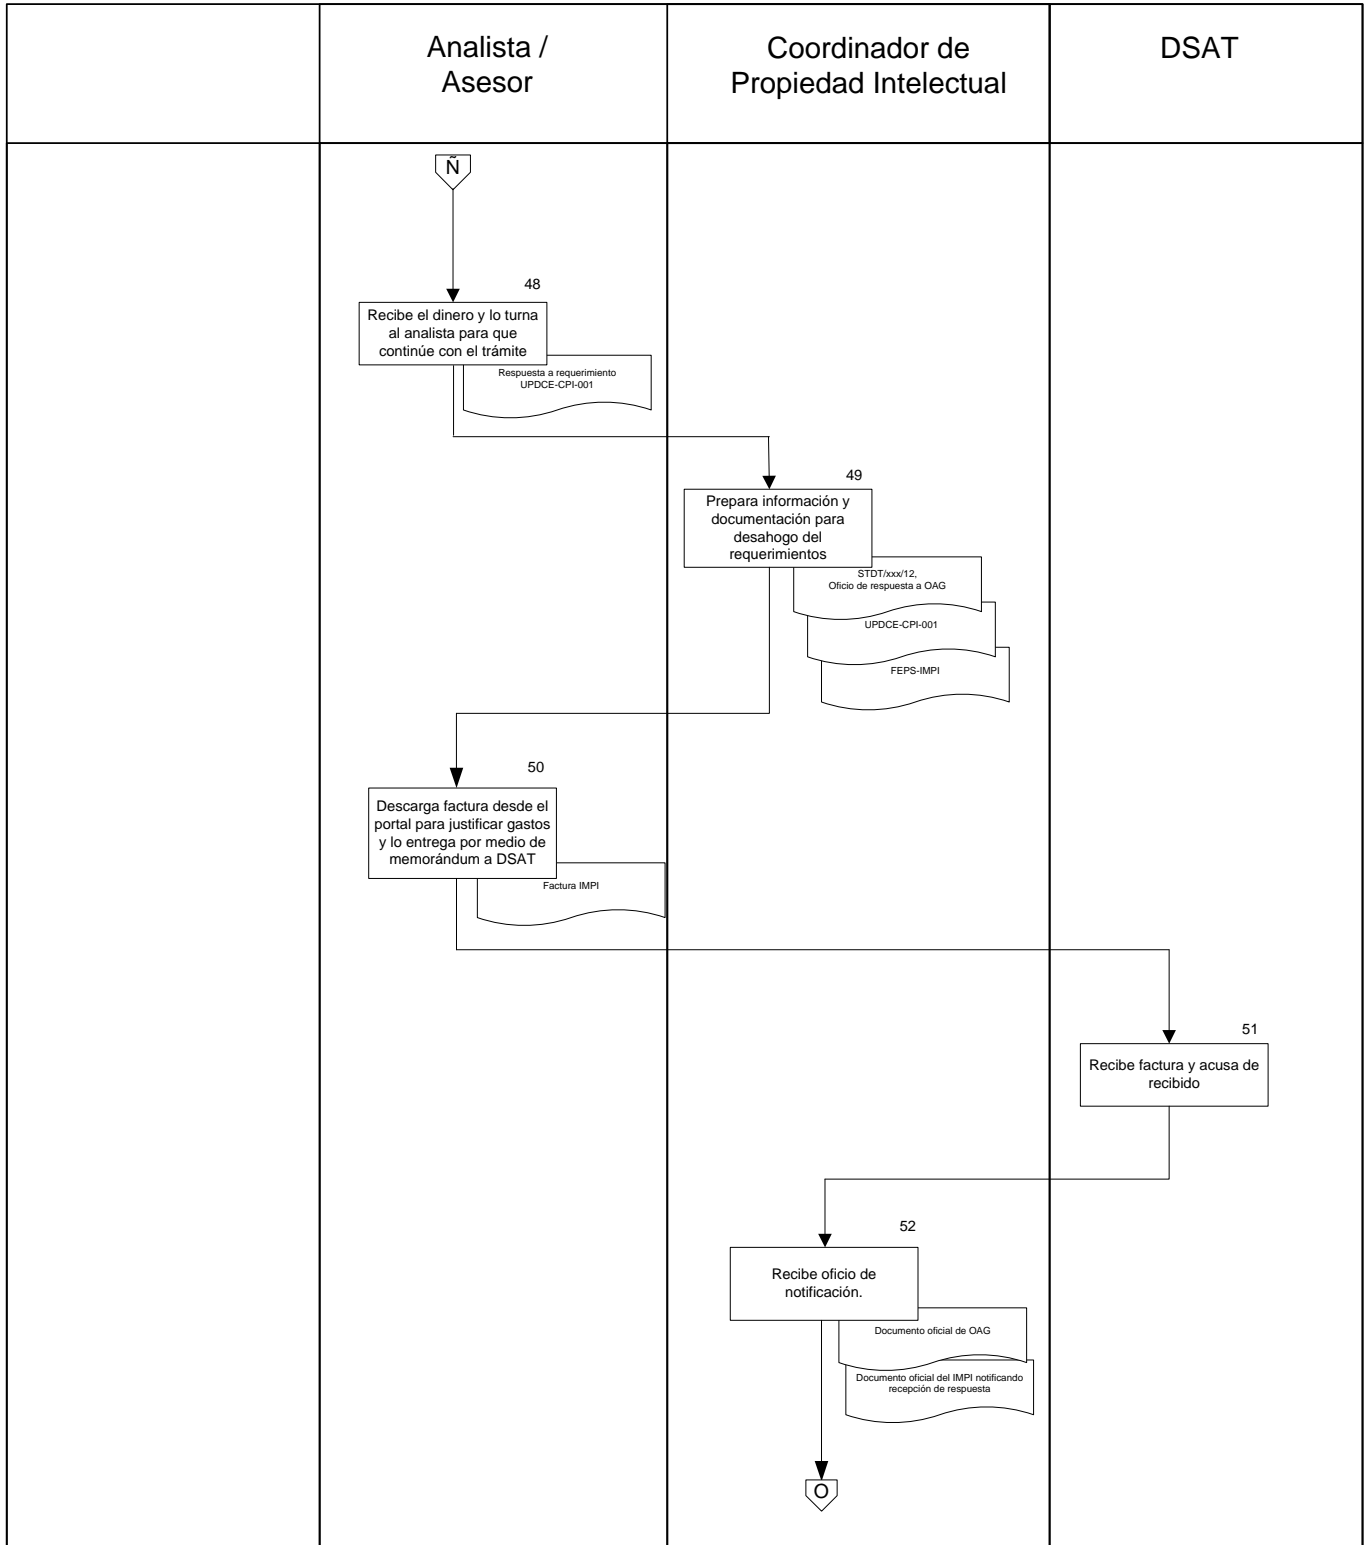 Analista /
Asesor
Coordinador de
Propiedad Intelectual
DSAT
Ñ
48
Recibe el dinero y lo turna
al analista para que
continúe con el trámite
Respuesta a requerimiento
UPDCE-CPI-001
49
Prepara información y
documentación para
desahogo del
requerimientos
STDT/xxx/12,
Oficio de respuesta a OAG
UPDCE-CPI-001
FEPS-IMPI
50
Descarga factura desde el
portal para justificar gastos
y lo entrega por medio de
memorándum a DSAT
Factura IMPI
51
Recibe factura y acusa de
recibido
52
Recibe oficio de
notificación.
Documento oficial de OAG
Documento oficial del IMPI notificando
recepción de respuesta
O